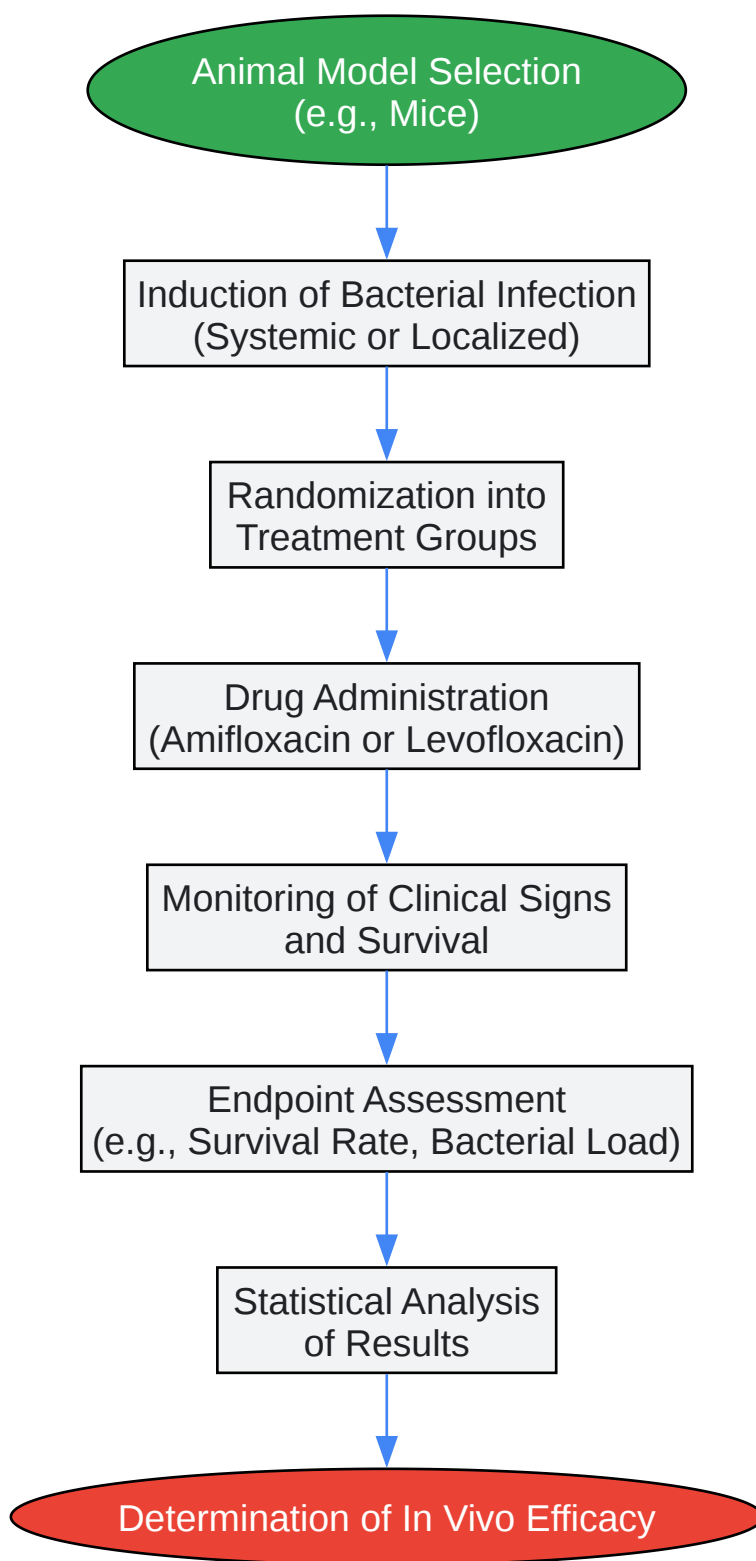 Animal Model Selection
(e.g., Mice)
Induction of Bacterial Infection
(Systemic or Localized)
Randomization into
Treatment Groups
Drug Administration
(Amifloxacin or Levofloxacin)
Monitoring of Clinical Signs
and Survival
Endpoint Assessment
(e.g., Survival Rate, Bacterial Load)
Statistical Analysis
of Results
Determination of In Vivo Efficacy